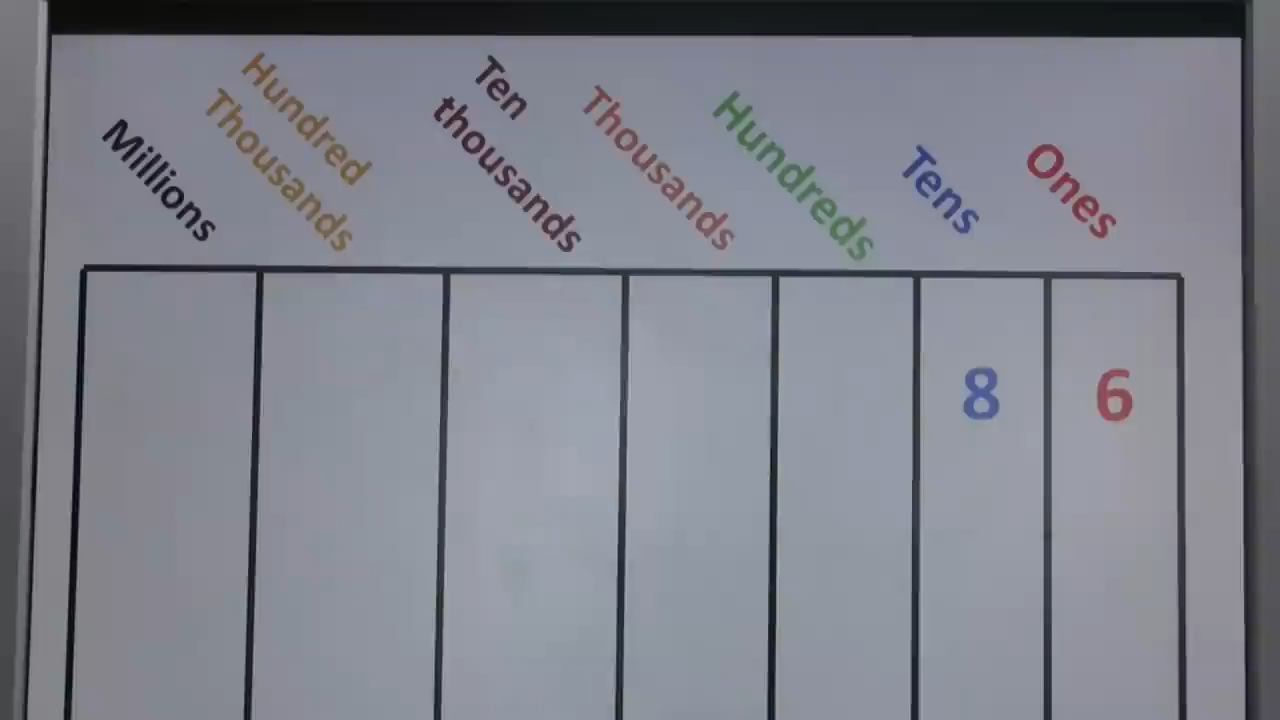 Millions
Hundred
Thousands
Ten
thousands
Thousands
Hundreds
Tens
Ones
8 6